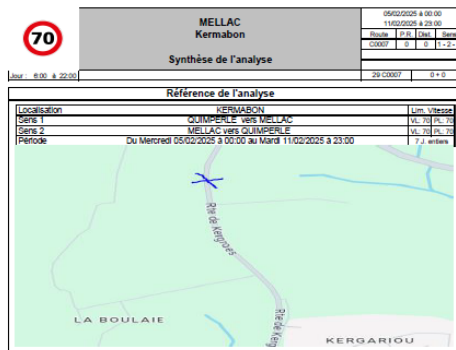 70
MELLAC
Kermabon
Synthèse de l'analyse
05/02/2025 à 00:00
11/02/2025 à 23:00
Route P.R. Dist. Sens
C0007 0 0 1 - 2 -
Jour : 6:00 à 22:00
29 C0007 0 + 0
Référence de l'analyse
Localisation KERMABON Lim. Vitesse
Sens 1 QUIMPERLE vers MELLAC VL: 70 PL: 70
Sens 2 MELLAC vers QUIMPERLE VL: 70 PL: 70
Période Du Mercredi 05/02/2025 à 00:00 au Mardi 11/02/2025 à 23:00 7 J. entiers
Rte de Kergroaes
LA BOULAIE
Rte de Kerg
KERGARIOU